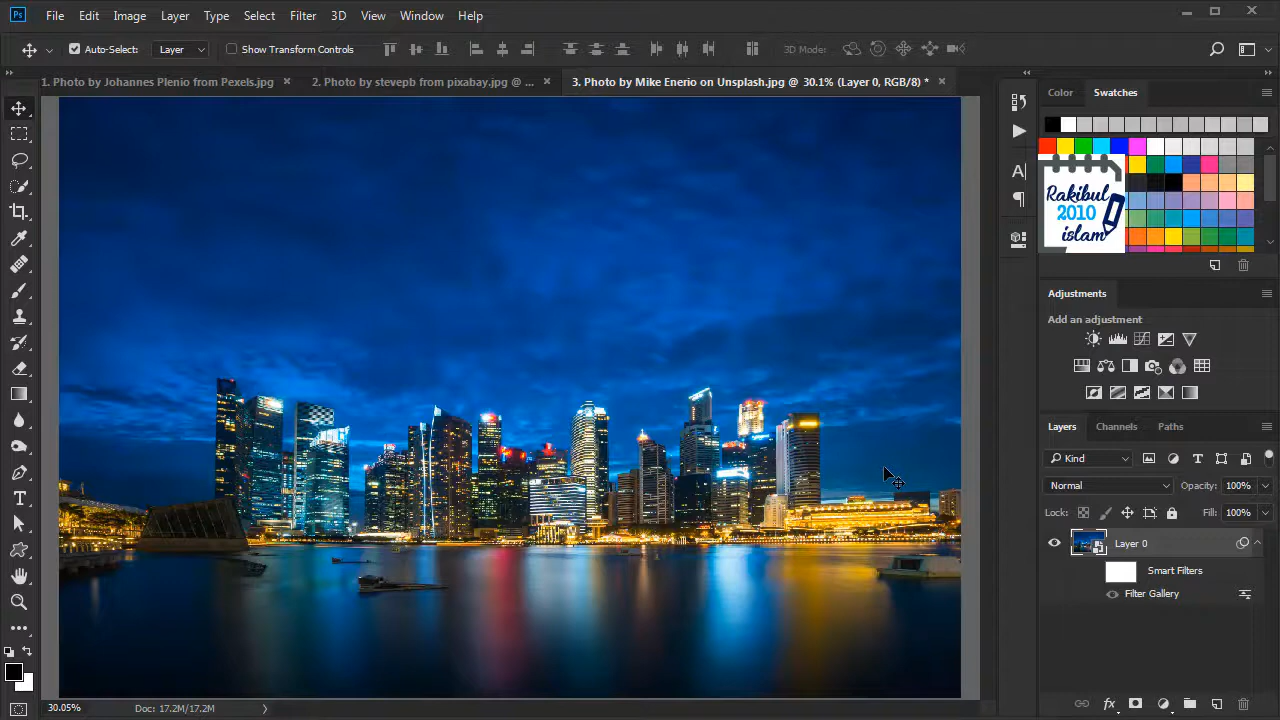 Ps File Edit Image Layer Type Select Filter 3D View Window Help
Auto-Select: Layer Show Transform Controls 3D Mode:
1. Photo by Johannes Plenio from Pexels.jpg 2. Photo by stevepb from pixabay.jpg @ ... 3. Photo by Mike Enerio on Unsplash.jpg @ 30.1% (Layer 0, RGB/8) *
Color Swatches
Rakibul
2010
islam
Adjustments
Add an adjustment
Layers Channels Paths
Kind
Normal Opacity: 100%
Lock: Fill: 100%
Layer 0
Smart Filters
Filter Gallery
30.05% Doc: 17.2M/17.2M